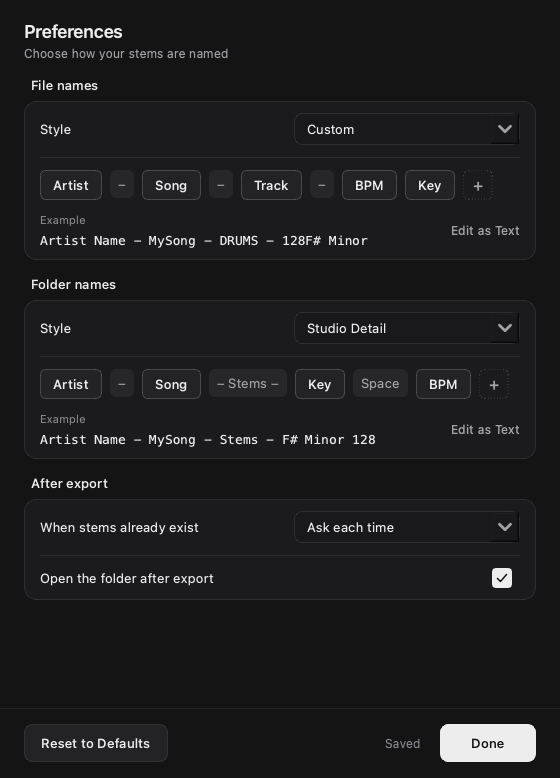 Preferences
Choose how your stems are named
File names
Style Custom
Artist – Song – Track – BPM Key +
Example
Artist Name – MySong – DRUMS – 128F# Minor
Edit as Text
Folder names
Style Studio Detail
Artist – Song – Stems – Key Space BPM +
Example
Artist Name – MySong – Stems – F# Minor 128
Edit as Text
After export
When stems already exist Ask each time
Open the folder after export
Reset to Defaults Saved Done